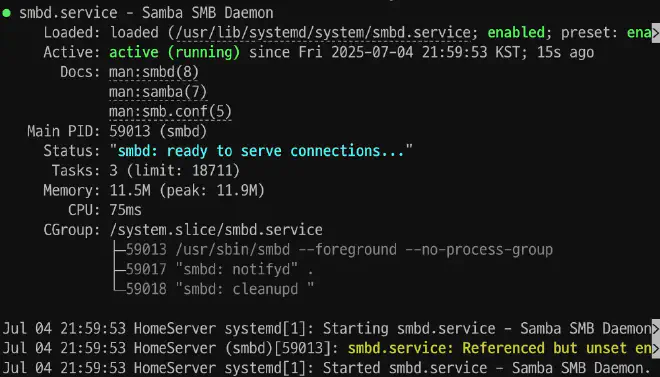 ● smbd.service - Samba SMB Daemon
Loaded: loaded (/usr/lib/systemd/system/smbd.service; enabled; preset: ena>
Active: active (running) since Fri 2025-07-04 21:59:53 KST; 15s ago
Docs: man:smbd(8)
man:samba(7)
man:smb.conf(5)
Main PID: 59013 (smbd)
Status: "smbd: ready to serve connections..."
Tasks: 3 (limit: 18711)
Memory: 11.5M (peak: 11.9M)
CPU: 75ms
CGroup: /system.slice/smbd.service
├─59013 /usr/sbin/smbd --foreground --no-process-group
├─59017 "smbd: notifyd" .
└─59018 "smbd: cleanupd "
Jul 04 21:59:53 HomeServer systemd[1]: Starting smbd.service - Samba SMB Daemon>
Jul 04 21:59:53 HomeServer (smbd)[59013]: smbd.service: Referenced but unset en>
Jul 04 21:59:53 HomeServer systemd[1]: Started smbd.service - Samba SMB Daemon.